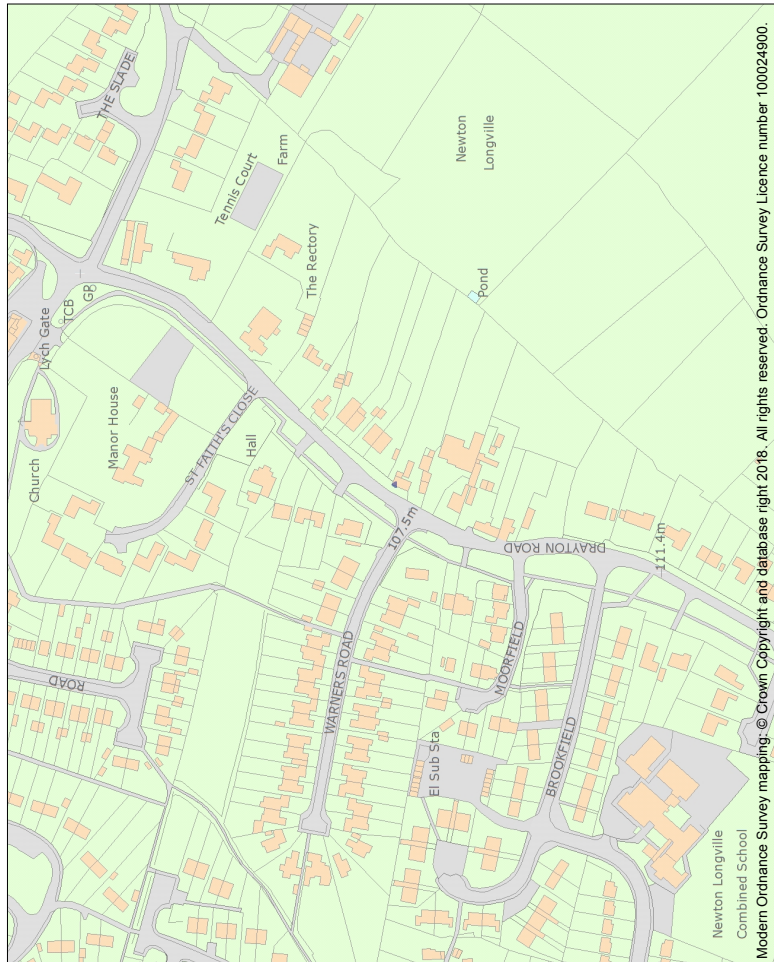 THE SLADE
Lych Gate
TCB
GP
Tennis Court
Farm
Newton
Longville
Church
Manor House
ST FAITH'S CLOSE
Hall
The Rectory
Pond
107.5m
ROAD
WARNERS ROAD
DRAYTON ROAD
111.4m
MOORFIELD
El Sub Sta
BROOKFIELD
Newton Longville
Combined School
Modern Ordnance Survey mapping: © Crown Copyright and database right 2018. All rights reserved. Ordnance Survey Licence number 100024900.